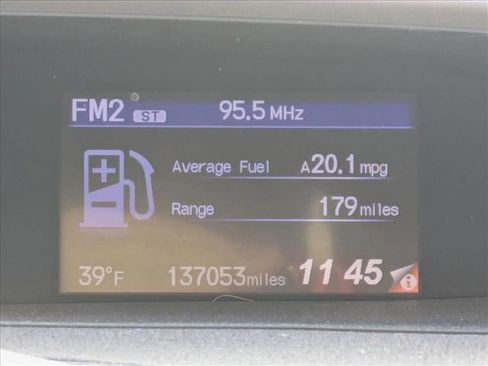 FM2 ST 95.5 MHz
Average Fuel A20.1 mpg
Range 179 miles
39°F 137053 miles 11 45 i